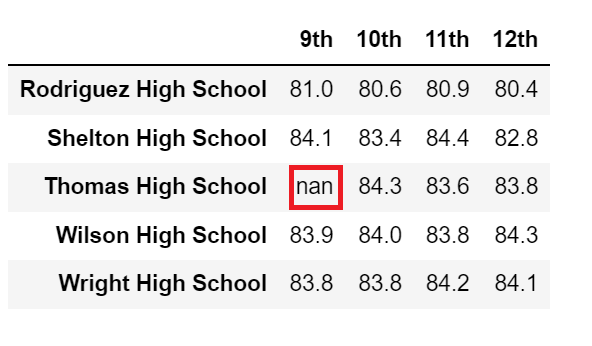 9th 10th 11th 12th
Rodriguez High School 81.0 80.6 80.9 80.4
Shelton High School 84.1 83.4 84.4 82.8
Thomas High School nan 84.3 83.6 83.8
Wilson High School 83.9 84.0 83.8 84.3
Wright High School 83.8 83.8 84.2 84.1